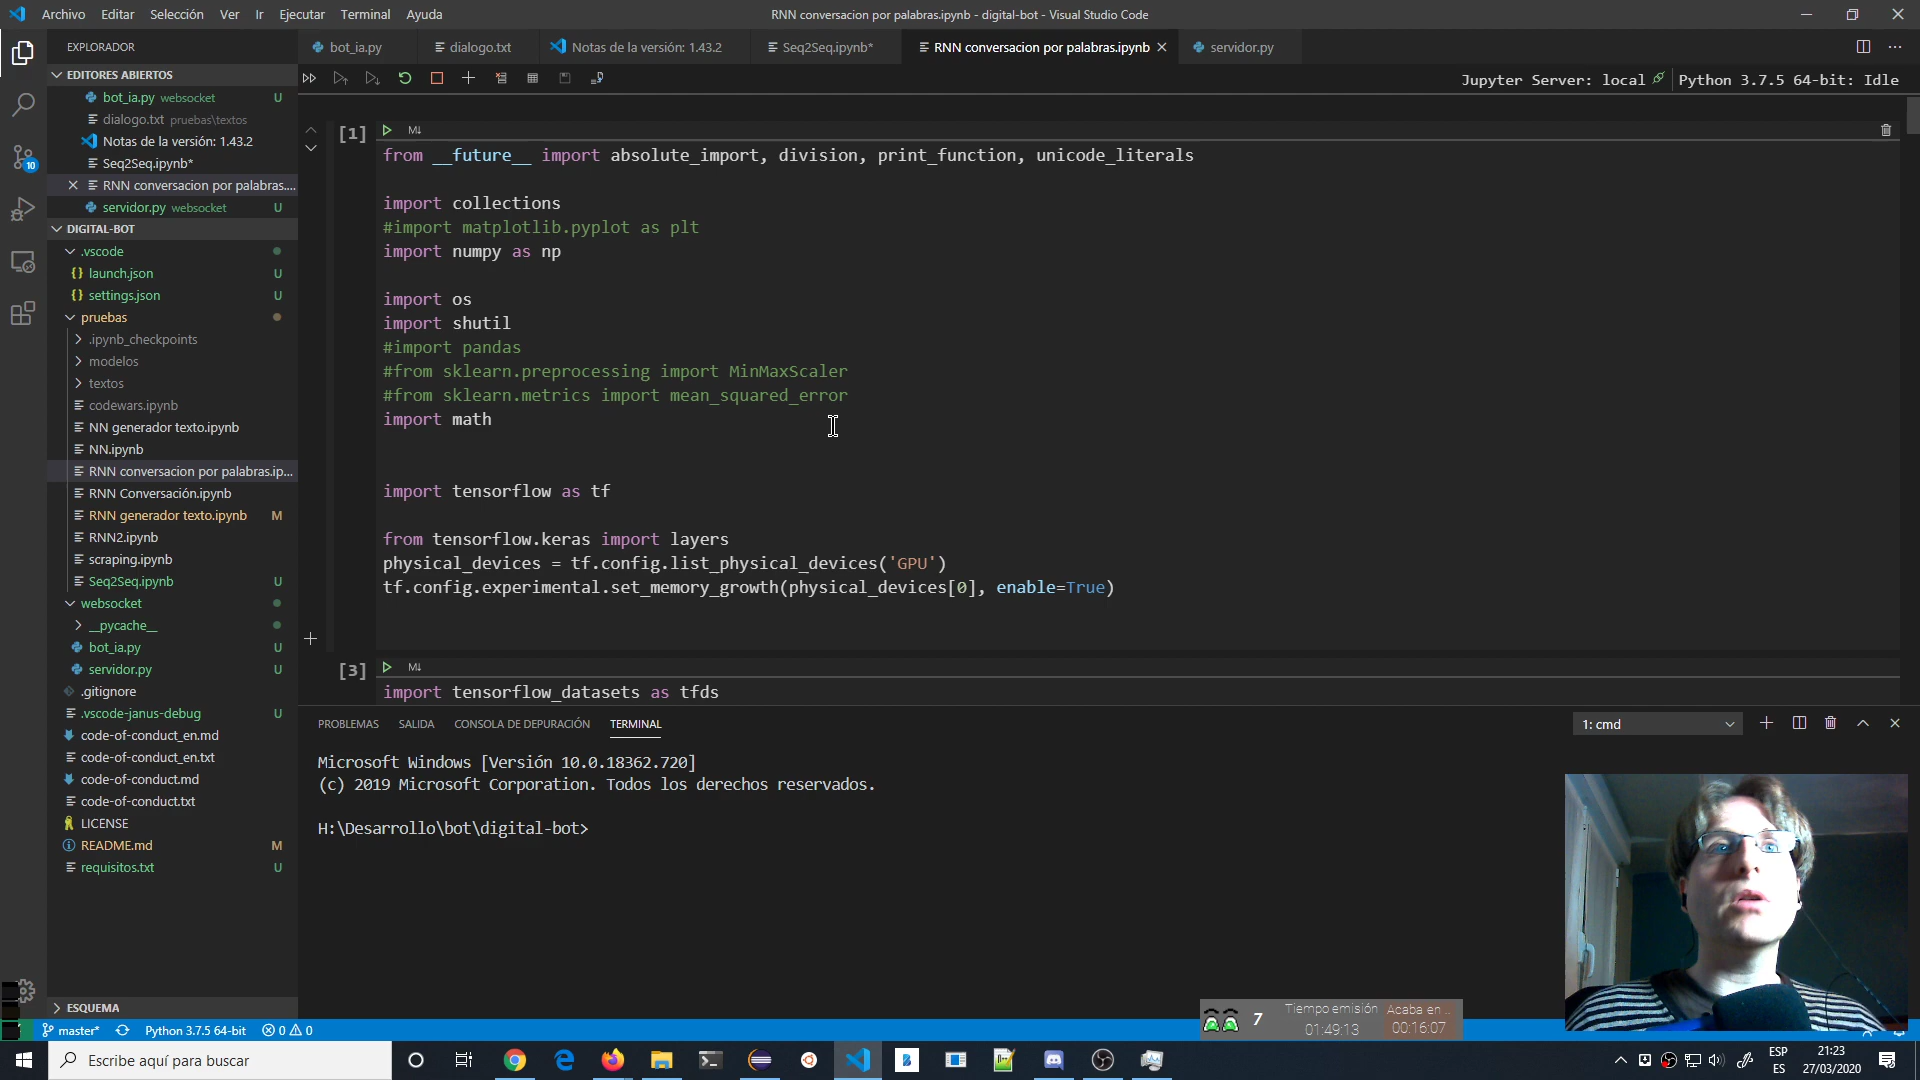 Archivo Editar Selección Ver Ir Ejecutar Terminal Ayuda
RNN conversacion por palabras.ipynb - digital-bot - Visual Studio Code
EXPLORADOR
EDITORES ABIERTOS
bot_ia.py websocket U
dialogo.txt pruebas\textos
Notas de la versión: 1.43.2
Seq2Seq.ipynb*
RNN conversacion por palabras....
servidor.py websocket U
DIGITAL-BOT
.vscode
launch.json U
settings.json U
pruebas
.ipynb_checkpoints
modelos
textos
codewars.ipynb
NN generador texto.ipynb
NN.ipynb
RNN conversacion por palabras.ip...
RNN Conversación.ipynb
RNN generador texto.ipynb M
RNN2.ipynb
scraping.ipynb
Seq2Seq.ipynb U
websocket
__pycache__
bot_ia.py U
servidor.py U
.gitignore
.vscode-janus-debug U
code-of-conduct_en.md
code-of-conduct_en.txt
code-of-conduct.md
code-of-conduct.txt
LICENSE
README.md M
requisitos.txt U
ESQUEMA
10
bot_ia.py dialogo.txt Notas de la versión: 1.43.2 Seq2Seq.ipynb* RNN conversacion por palabras.ipynb servidor.py
Jupyter Server: local Python 3.7.5 64-bit: Idle
[1] M↓
from __future__ import absolute_import, division, print_function, unicode_literals
import collections
#import matplotlib.pyplot as plt
import numpy as np
import os
import shutil
#import pandas
#from sklearn.preprocessing import MinMaxScaler
#from sklearn.metrics import mean_squared_error
import math
import tensorflow as tf
from tensorflow.keras import layers
physical_devices = tf.config.list_physical_devices('GPU')
tf.config.experimental.set_memory_growth(physical_devices[0], enable=True)
[3] M↓
import tensorflow_datasets as tfds
PROBLEMAS SALIDA CONSOLA DE DEPURACIÓN TERMINAL
1: cmd
Microsoft Windows [Versión 10.0.18362.720]
(c) 2019 Microsoft Corporation. Todos los derechos reservados.
H:\Desarrollo\bot\digital-bot>
7 Tiempo emisión Acaba en ..
01:49:13 00:16:07
master* Python 3.7.5 64-bit 0 0
Escribe aquí para buscar
ESP
ES
21:23
27/03/2020